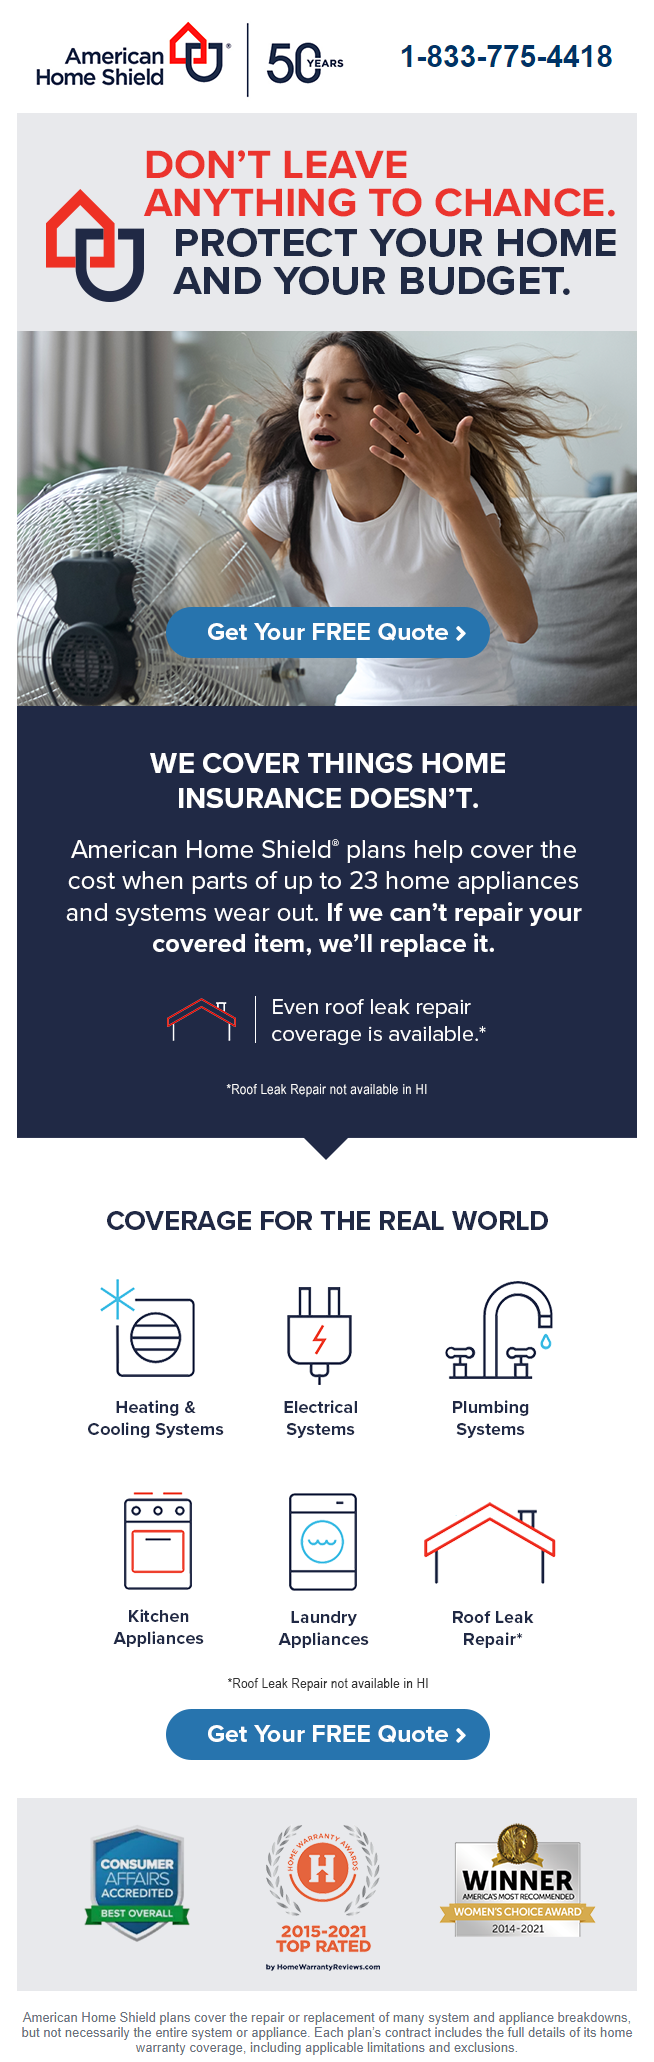 American
Home Shield®
50 YEARS
1-833-775-4418
DON'T LEAVE
ANYTHING TO CHANCE.
PROTECT YOUR HOME
AND YOUR BUDGET.
Get Your FREE Quote >
WE COVER THINGS HOME
INSURANCE DOESN'T.
American Home Shield® plans help cover the
cost when parts of up to 23 home appliances
and systems wear out. If we can't repair your
covered item, we'll replace it.
Even roof leak repair
coverage is available.*
*Roof Leak Repair not available in HI
COVERAGE FOR THE REAL WORLD
Heating &
Cooling Systems
Electrical
Systems
Plumbing
Systems
Kitchen
Appliances
Laundry
Appliances
Roof Leak
Repair*
*Roof Leak Repair not available in HI
Get Your FREE Quote >
CONSUMER
AFFAIRS
ACCREDITED
BEST OVERALL
HOME WARRANTY AWARDS
H
2015-2021
TOP RATED
by HomeWarrantyReviews.com
WINNER
AMERICA'S MOST RECOMMENDED
WOMEN'S CHOICE AWARD
2014-2021
American Home Shield plans cover the repair or replacement of many system and appliance breakdowns,
but not necessarily the entire system or appliance. Each plan's contract includes the full details of its home
warranty coverage, including applicable limitations and exclusions.